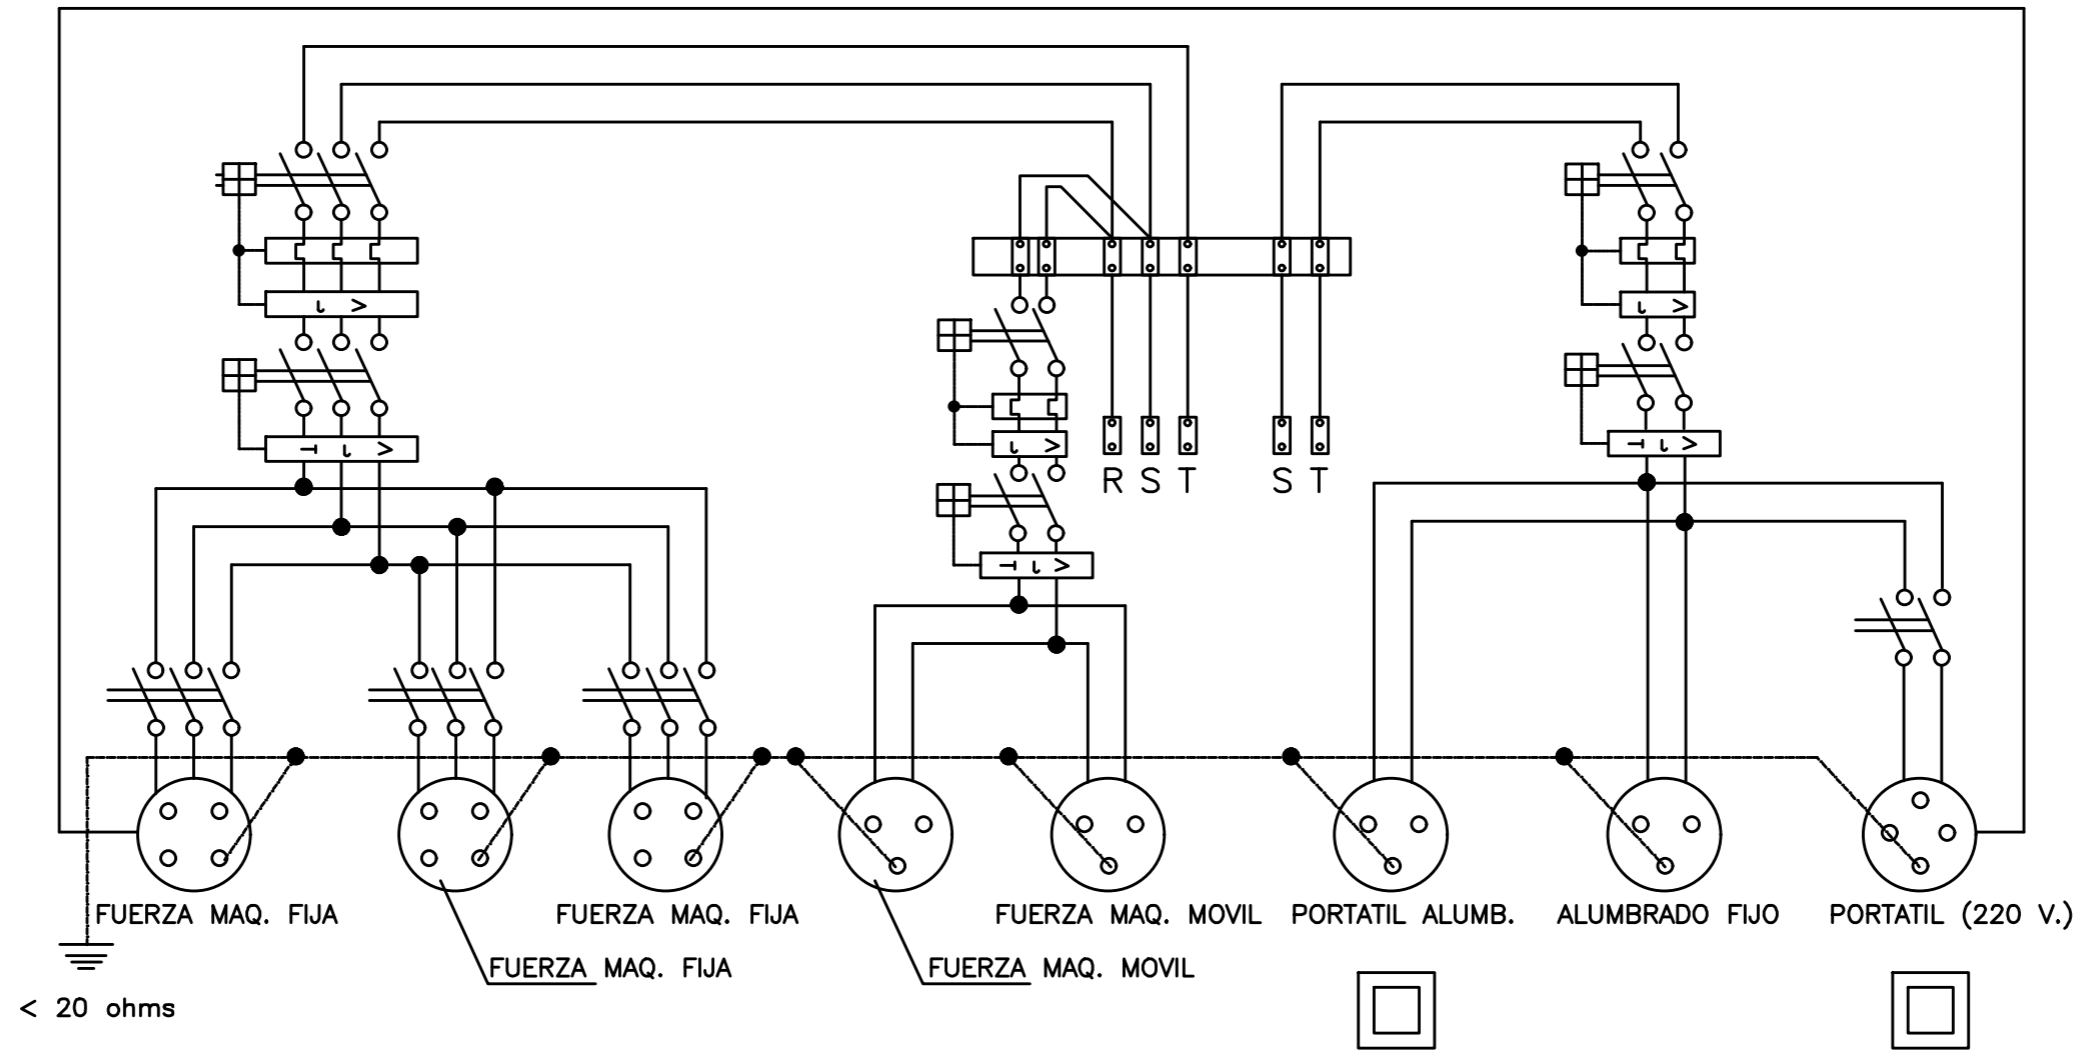 R S T S T
FUERZA MAQ. FIJA FUERZA MAQ. FIJA FUERZA MAQ. MOVIL PORTATIL ALUMB. ALUMBRADO FIJO PORTATIL (220 V.)
FUERZA MAQ. FIJA FUERZA MAQ. MOVIL
< 20 ohms